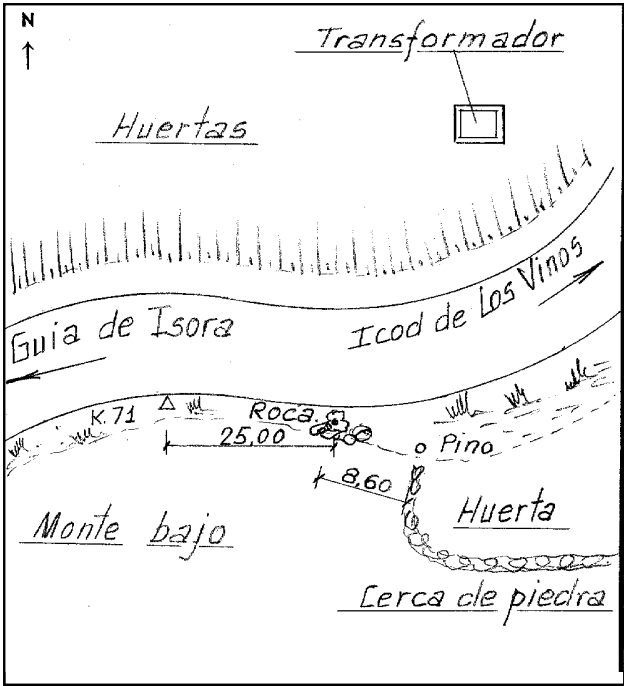 N
Transformador
Huertas
Icod de Los Vinos
Guia de Isora
K.71
Roca
25,00
Pino
8,60
Huerta
Monte bajo
Cerca de piedra